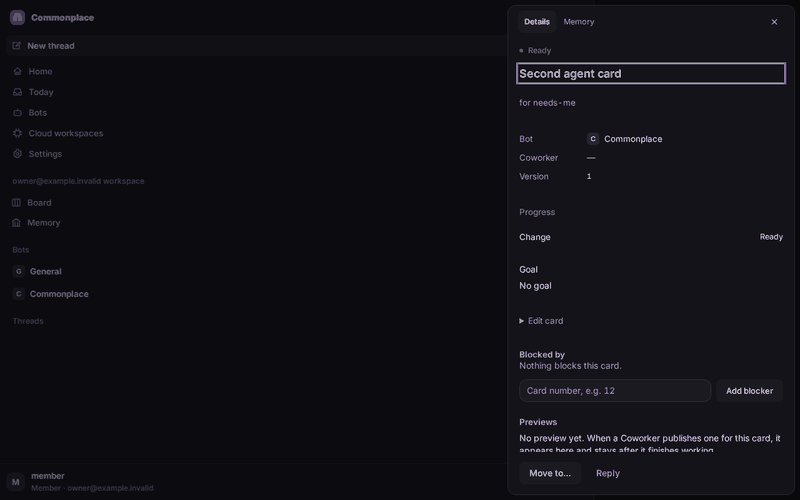 Commonplace
New thread
Home
Today
Bots
Cloud workspaces
Settings
owner@example.invalid workspace
Board
Memory
Bots
G General
C Commonplace
Threads
M member
Member · owner@example.invalid
Details Memory ×
Ready
Second agent card
for needs-me
Bot C Commonplace
Coworker —
Version 1
Progress
Change Ready
Goal
No goal
Edit card
Blocked by
Nothing blocks this card.
Card number, e.g. 12 Add blocker
Previews
No preview yet. When a Coworker publishes one for this card, it
appears here and stays after it finishes working.
Move to... Reply